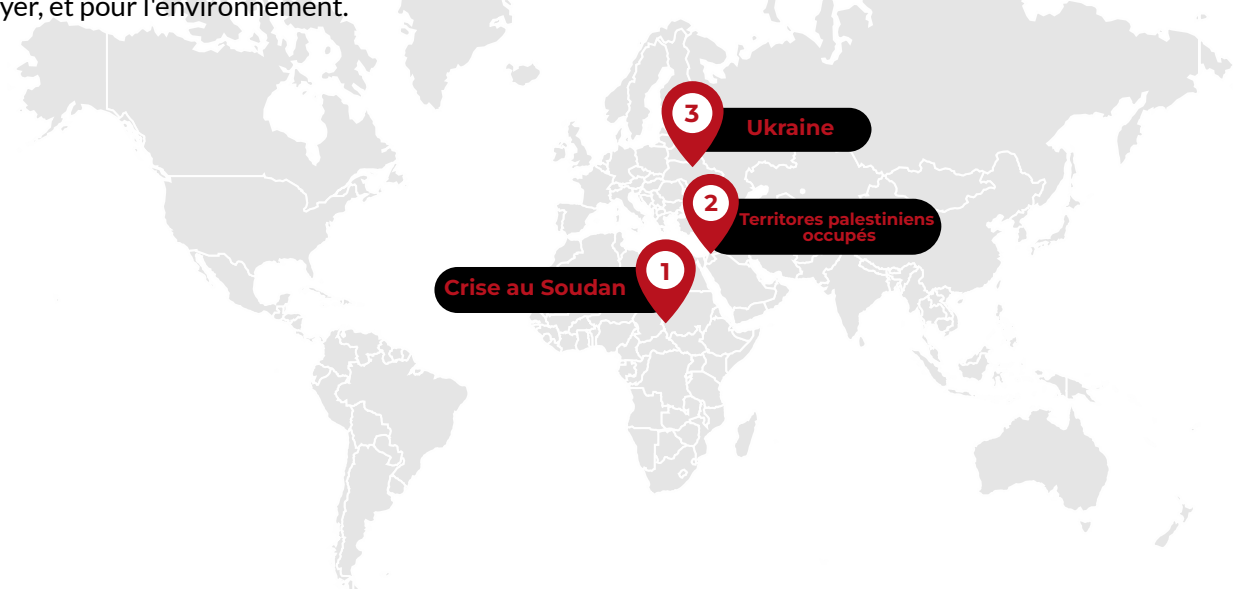 yer, et pour l'environnement.
3
Ukraine
2
Territores palestiniens
occupés
1
Crise au Soudan